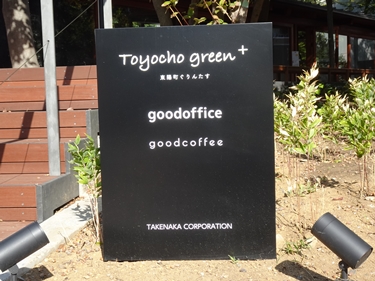 Toyocho green+
東陽町ぐりんたす
goodoffice
goodcoffee
TAKENAKA CORPORATION